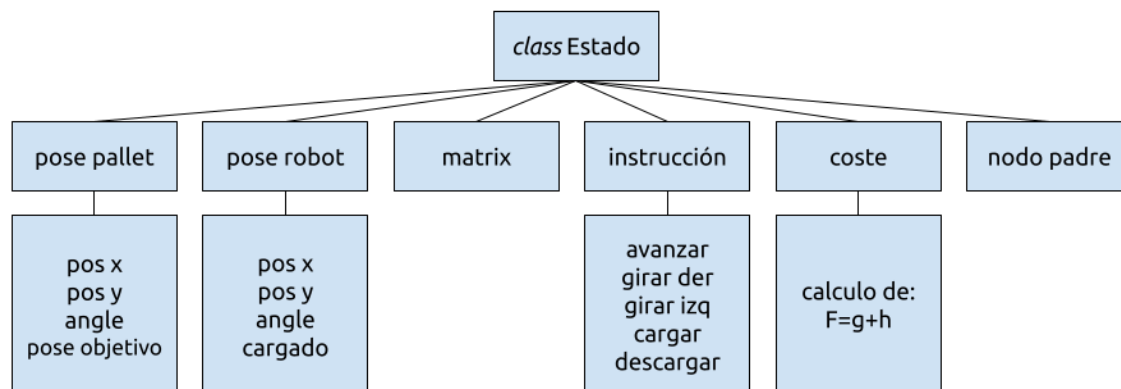 class Estado
pose pallet
pose robot
matrix
instrucción
coste
nodo padre
pos x
pos y
angle
pose objetivo
pos x
pos y
angle
cargado
avanzar
girar der
girar izq
cargar
descargar
calculo de:
F=g+h